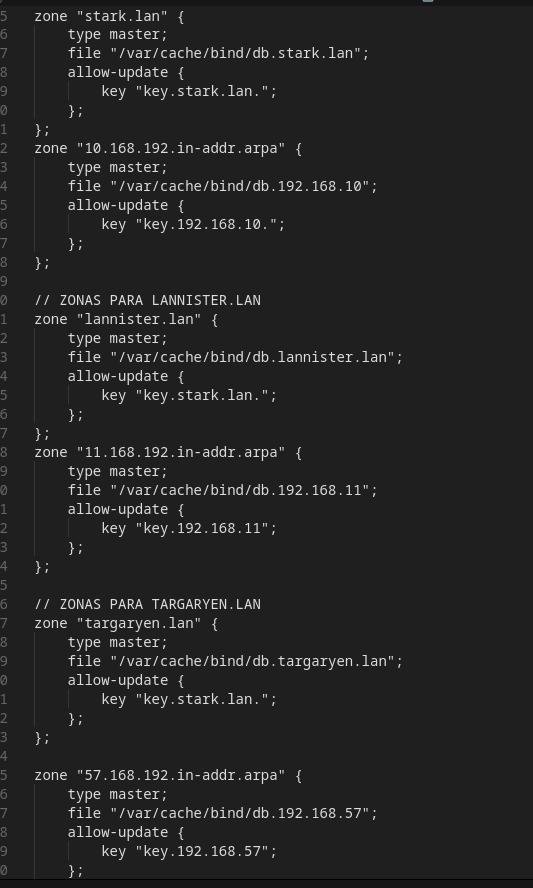 5 zone "stark.lan" {
6 type master;
7 file "/var/cache/bind/db.stark.lan";
8 allow-update {
9 key "key.stark.lan.";
0 };
1 };
2 zone "10.168.192.in-addr.arpa" {
3 type master;
4 file "/var/cache/bind/db.192.168.10";
5 allow-update {
6 key "key.192.168.10.";
7 };
8 };
9
0 // ZONAS PARA LANNISTER.LAN
1 zone "lannister.lan" {
2 type master;
3 file "/var/cache/bind/db.lannister.lan";
4 allow-update {
5 key "key.stark.lan.";
6 };
7 };
8 zone "11.168.192.in-addr.arpa" {
9 type master;
0 file "/var/cache/bind/db.192.168.11";
1 allow-update {
2 key "key.192.168.11";
3 };
4 };
5
6 // ZONAS PARA TARGARYEN.LAN
7 zone "targaryen.lan" {
8 type master;
9 file "/var/cache/bind/db.targaryen.lan";
0 allow-update {
1 key "key.stark.lan.";
2 };
3 };
4
5 zone "57.168.192.in-addr.arpa" {
6 type master;
7 file "/var/cache/bind/db.192.168.57";
8 allow-update {
9 key "key.192.168.57";
0 };